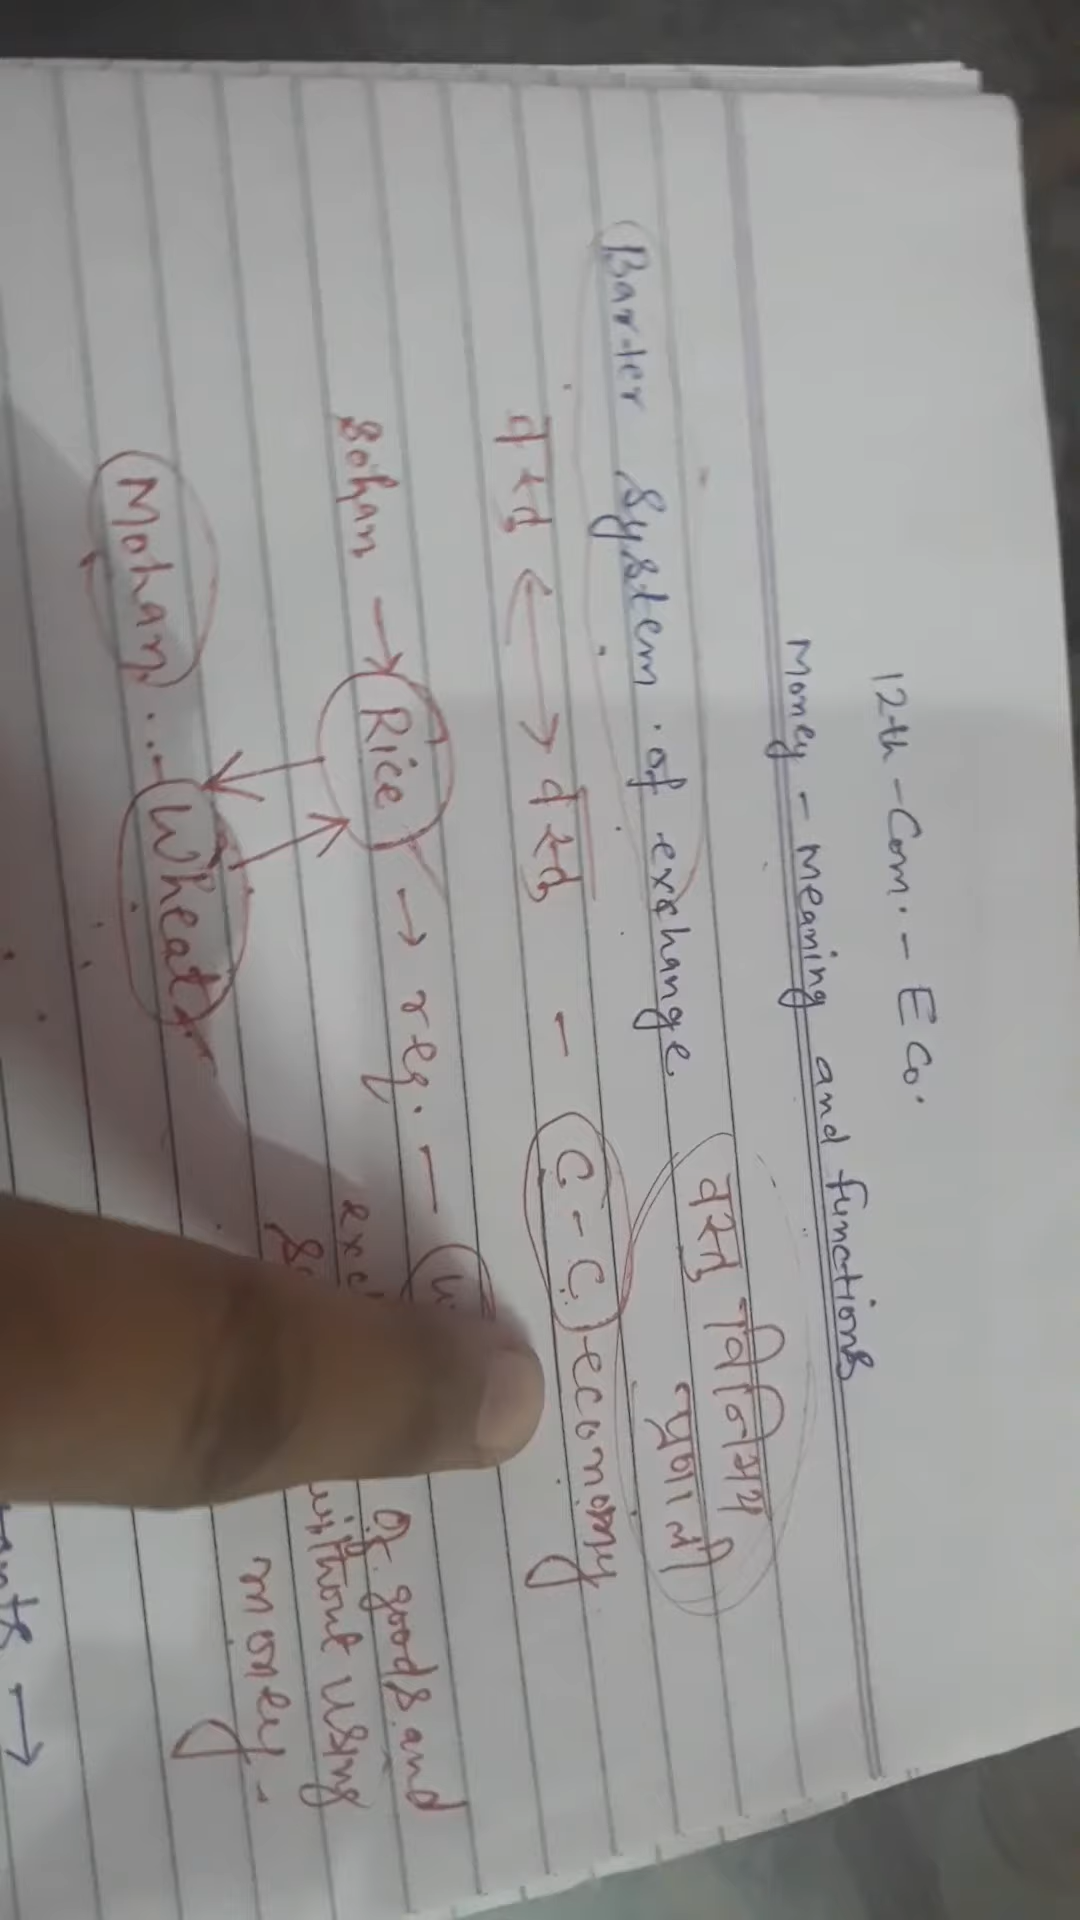 12th - Com. - Eco.
Money - meaning and functions
Barter System of exchange वस्तु विनिमय
प्रणाली
वस्तु ←→ वस्तु - C-C economy
Sohan → Rice → req. -
of goods and
without using
Mohan ... Wheat money.